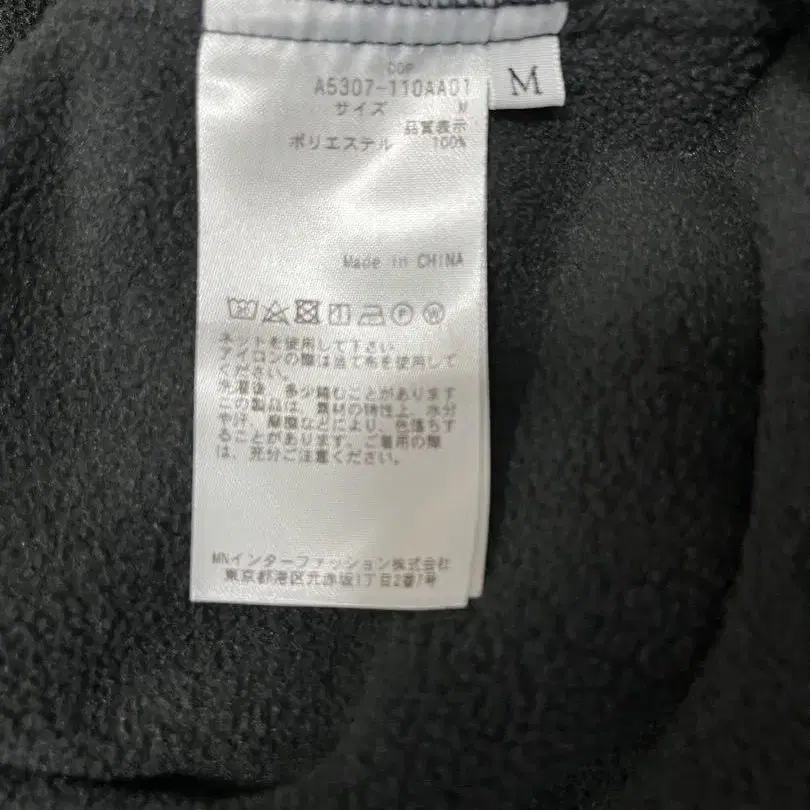 COP
M
A5307-110AA01
サイズ M
品質表示
ポリエステル 100%
Made in CHINA
F W
ネットを使用して下さい
アイロンの際は当て布を使用して
ください。
洗濯後、多少縮むことがあります
この製品は、素材の特性上、水分
や汗、摩擦などにより、色落ちす
ることがあります。ご着用の際
は、充分ご注意ください。
MNインターファッション株式会社
東京都港区元赤坂1丁目2番7号